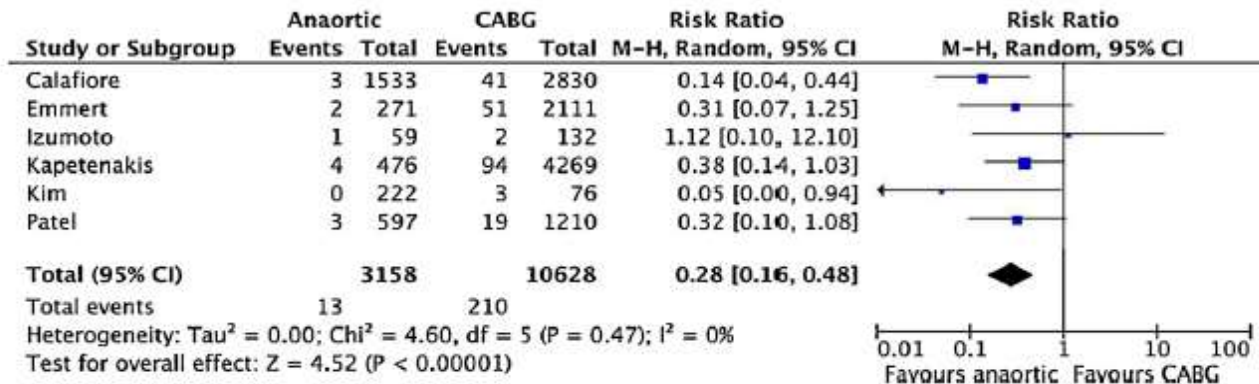 Anaortic CABG Risk Ratio Risk Ratio
Study or Subgroup Events Total Events Total M-H, Random, 95% CI M-H, Random, 95% CI
Calafiore 3 1533 41 2830 0.14 [0.04, 0.44]
Emmert 2 271 51 2111 0.31 [0.07, 1.25]
Izumoto 1 59 2 132 1.12 [0.10, 12.10]
Kapetenakis 4 476 94 4269 0.38 [0.14, 1.03]
Kim 0 222 3 76 0.05 [0.00, 0.94]
Patel 3 597 19 1210 0.32 [0.10, 1.08]
Total (95% CI) 3158 10628 0.28 [0.16, 0.48]
Total events 13 210
Heterogeneity: Tau² = 0.00; Chi² = 4.60, df = 5 (P = 0.47); I² = 0%
Test for overall effect: Z = 4.52 (P < 0.00001)
0.01 0.1 1 10 100
Favours anaortic Favours CABG